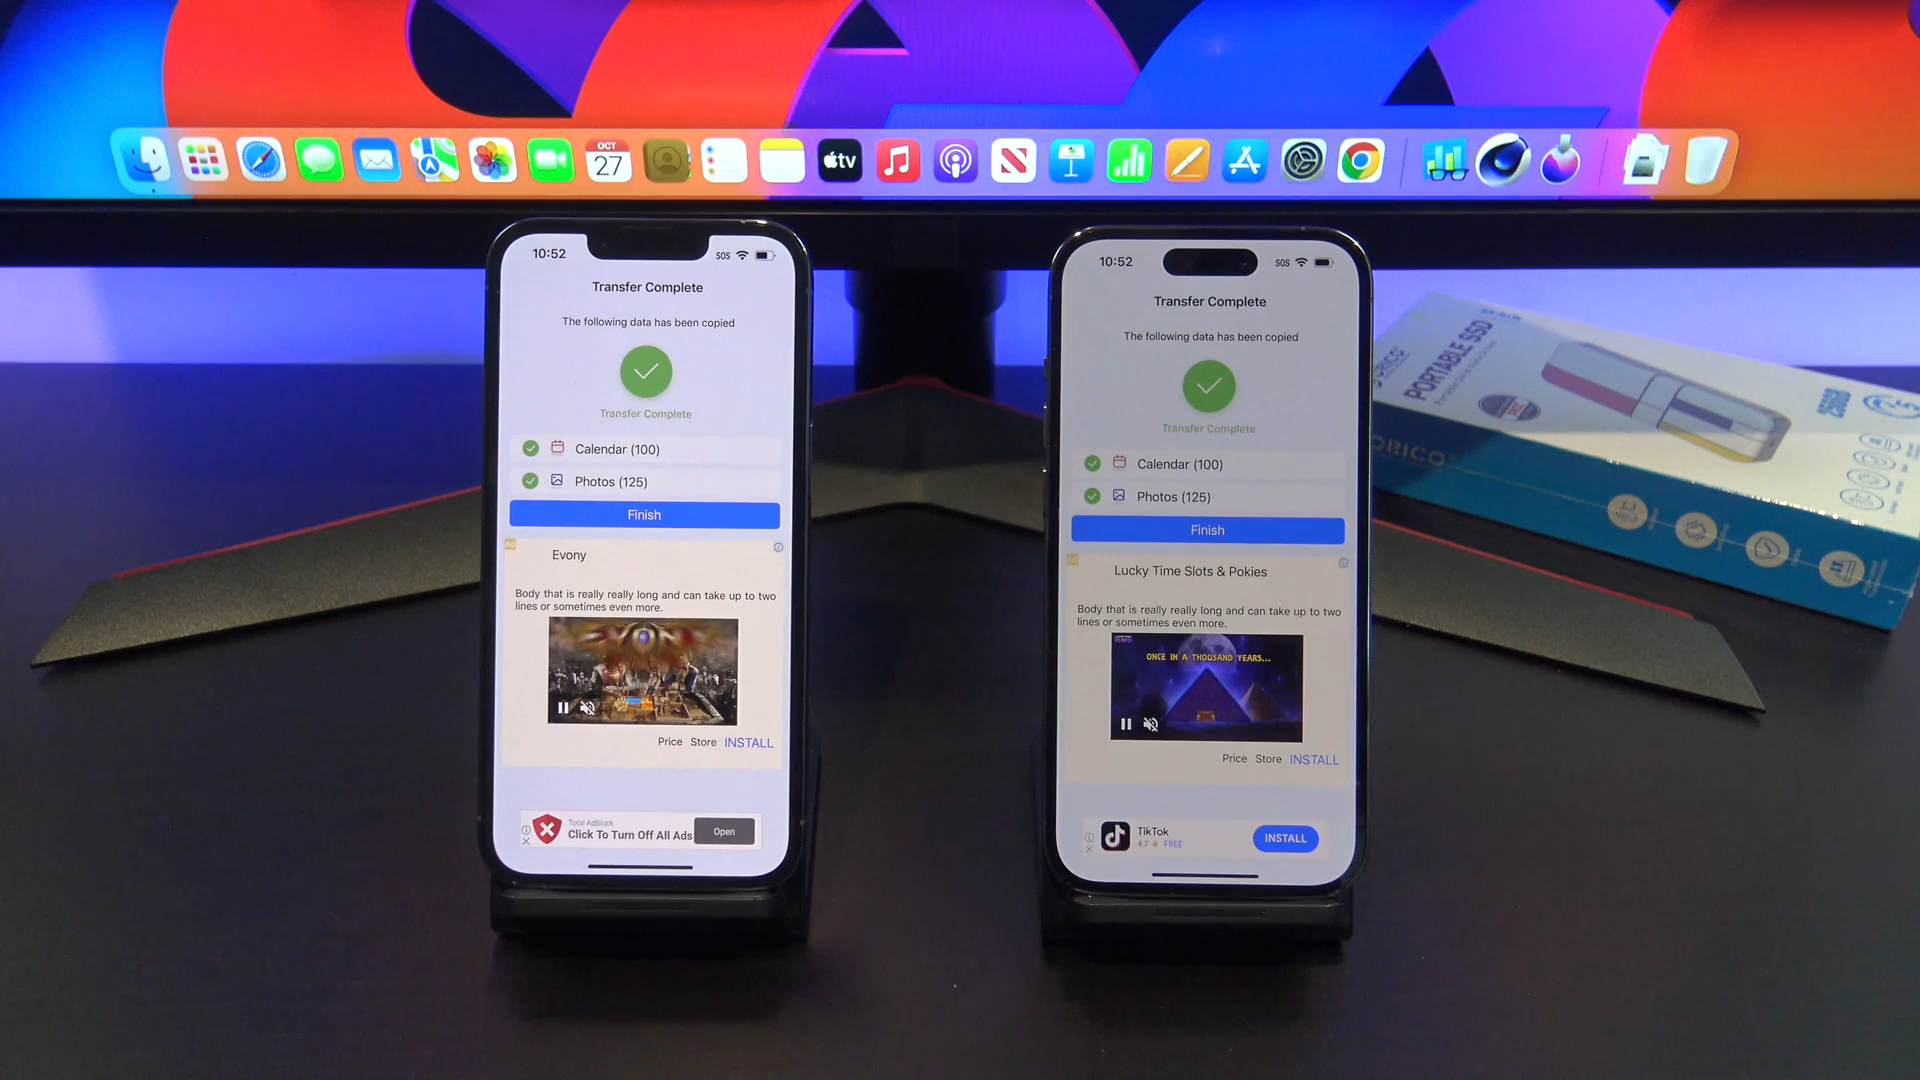 OCT
27
tv
10:52
SOS
Transfer Complete
The following data has been copied
Transfer Complete
Calendar (100)
Photos (125)
Finish
Ad
Evony
Body that is really really long and can take up to two
lines or sometimes even more.
Price Store INSTALL
Total AdBlock
Click To Turn Off All Ads
Open
10:52
SOS
Transfer Complete
The following data has been copied
Transfer Complete
Calendar (100)
Photos (125)
Finish
Ad
Lucky Time Slots & Pokies
Body that is really really long and can take up to two
lines or sometimes even more.
ONCE IN A THOUSAND YEARS...
Price Store INSTALL
TikTok
4.7 FREE
INSTALL
ORICO
PORTABLE SSD
250GB
ORICO